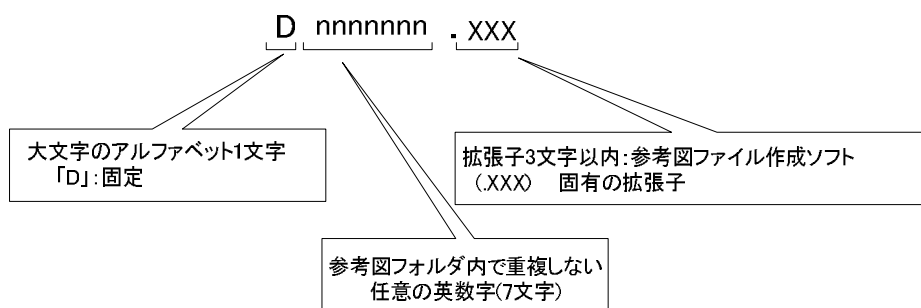 D nnnnnnn . XXX
大文字のアルファベット1文字
「D」:固定
拡張子3文字以内:参考図ファイル作成ソフト
(.XXX) 固有の拡張子
参考図フォルダ内で重複しない
任意の英数字(7文字)